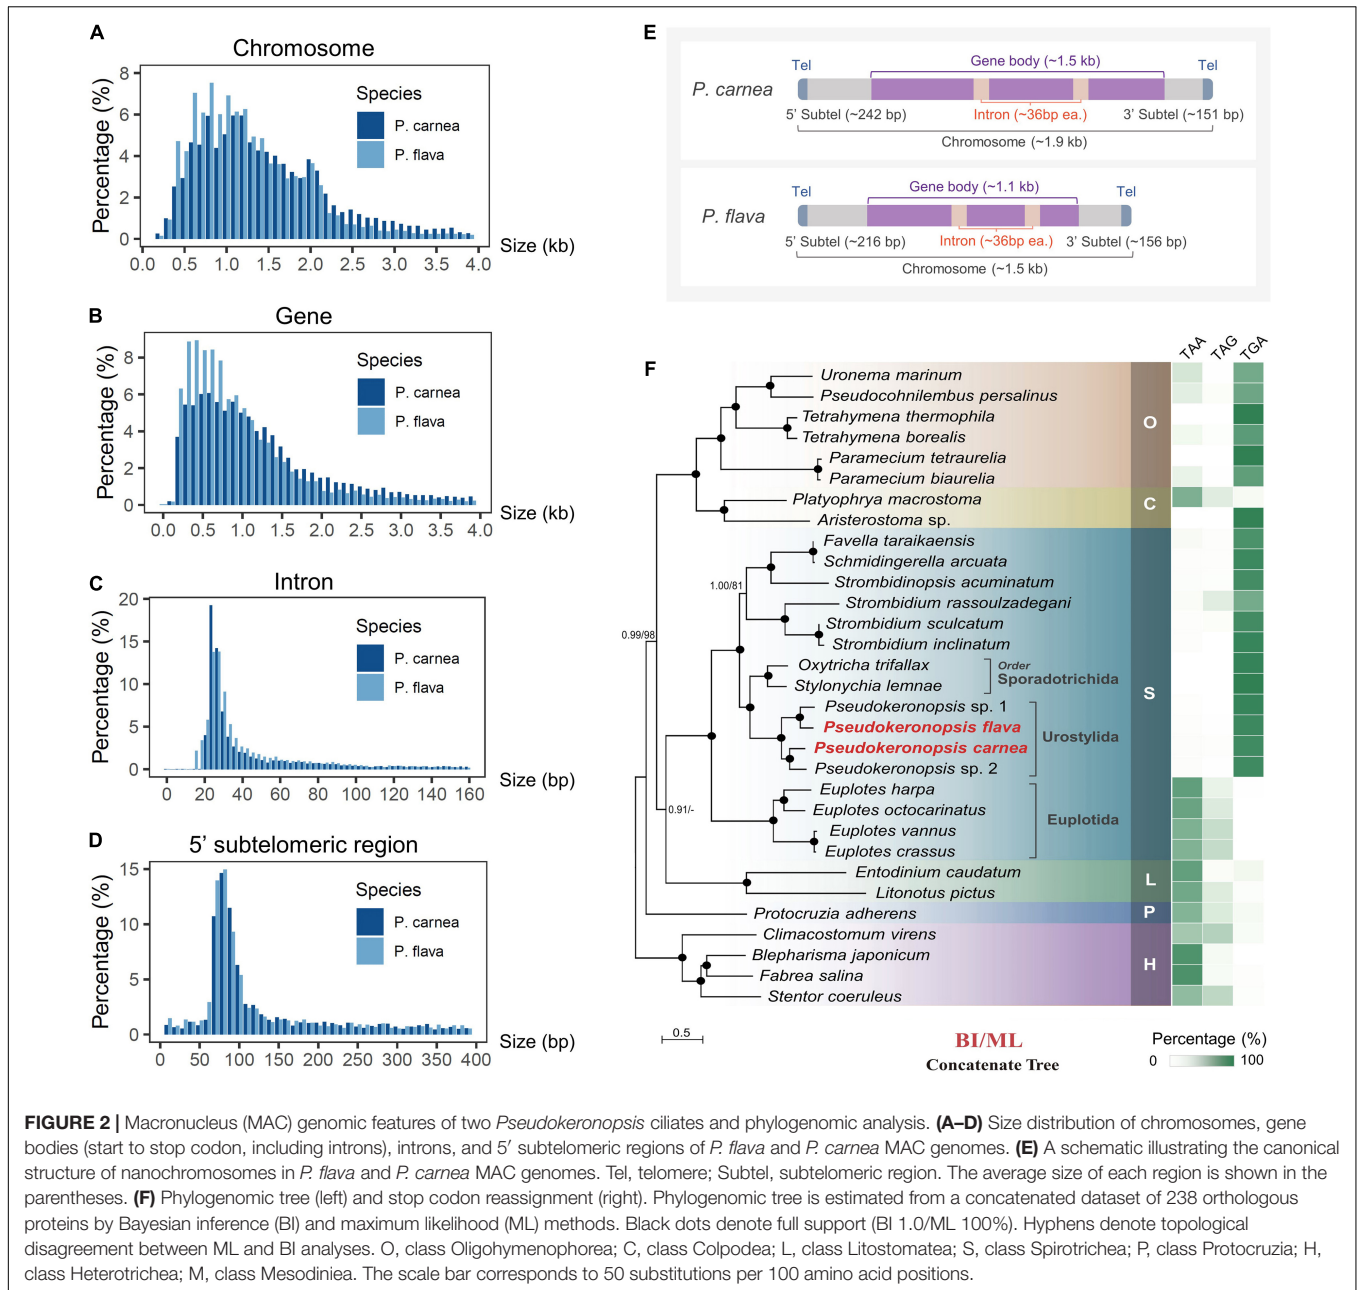 A
Chromosome
Percentage (%)
8
6
4
2
0
Species
P. carnea
P. flava
0.0 0.5 1.0 1.5 2.0 2.5 3.0 3.5 4.0
Size (kb)
B
Gene
Percentage (%)
8
6
4
2
0
Species
P. carnea
P. flava
0.0 0.5 1.0 1.5 2.0 2.5 3.0 3.5 4.0
Size (kb)
C
Intron
Percentage (%)
20
15
10
5
0
Species
P. carnea
P. flava
0 20 40 60 80 100 120 140 160
Size (bp)
D
5' subtelomeric region
Percentage (%)
15
10
5
0
Species
P. carnea
P. flava
0 50 100 150 200 250 300 350 400
Size (bp)
E
P. carnea
Tel
Gene body (~1.5 kb)
Tel
5' Subtel (~242 bp)
Intron (~36bp ea.)
3' Subtel (~151 bp)
Chromosome (~1.9 kb)
P. flava
Tel
Gene body (~1.1 kb)
Tel
5' Subtel (~216 bp)
Intron (~36bp ea.)
3' Subtel (~156 bp)
Chromosome (~1.5 kb)
F
TAA TAG TGA
Uronema marinum
Pseudocohnilembus persalinus
Tetrahymena thermophila
O
Tetrahymena borealis
Paramecium tetraurelia
Paramecium biaurelia
Platyophrya macrostoma
C
Aristerostoma sp.
Favella taraikaensis
Schmidingerella arcuata
1.00/81
Strombidinopsis acuminatum
Strombidium rassoulzadegani
Strombidium sculcatum
0.99/98
Strombidium inclinatum
Oxytricha trifallax
Order
Sporadotrichida
Stylonychia lemnae
S
Pseudokeronopsis sp. 1
Pseudokeronopsis flava
Urostylida
Pseudokeronopsis carnea
Pseudokeronopsis sp. 2
Euplotes harpa
0.91/-
Euplotes octocarinatus
Euplotida
Euplotes vannus
Euplotes crassus
Entodinium caudatum
L
Litonotus pictus
Protocruzia adherens
P
Climacostomum virens
Blepharisma japonicum
H
Fabrea salina
Stentor coeruleus
0.5
BI/ML
Concatenate Tree
Percentage (%)
0 100
FIGURE 2 | Macronucleus (MAC) genomic features of two Pseudokeronopsis ciliates and phylogenomic analysis. (A–D) Size distribution of chromosomes, gene
bodies (start to stop codon, including introns), introns, and 5′ subtelomeric regions of P. flava and P. carnea MAC genomes. (E) A schematic illustrating the canonical
structure of nanochromosomes in P. flava and P. carnea MAC genomes. Tel, telomere; Subtel, subtelomeric region. The average size of each region is shown in the
parentheses. (F) Phylogenomic tree (left) and stop codon reassignment (right). Phylogenomic tree is estimated from a concatenated dataset of 238 orthologous
proteins by Bayesian inference (BI) and maximum likelihood (ML) methods. Black dots denote full support (BI 1.0/ML 100%). Hyphens denote topological
disagreement between ML and BI analyses. O, class Oligohymenophorea; C, class Colpodea; L, class Litostomatea; S, class Spirotrichea; P, class Protocruzia; H,
class Heterotrichea; M, class Mesodiniea. The scale bar corresponds to 50 substitutions per 100 amino acid positions.